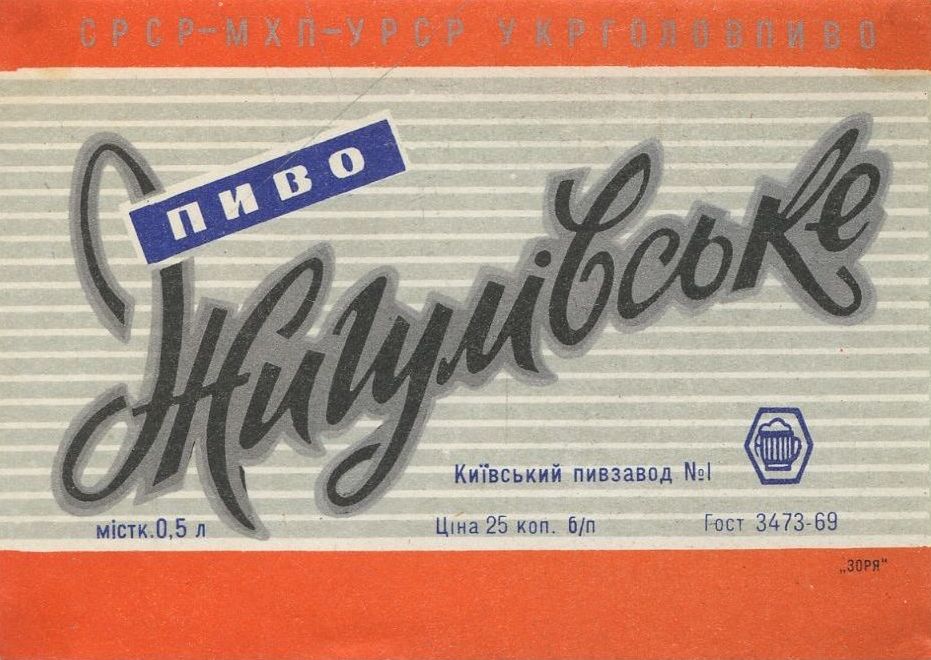 СРСР-МХП-УРСР УКРГОЛОВПИВО
ПИВО
Жигулівське
Київський пивзавод №1
містк.0,5 л
Ціна 25 коп. б/п
Гост 3473-69
„ЗОРЯ“